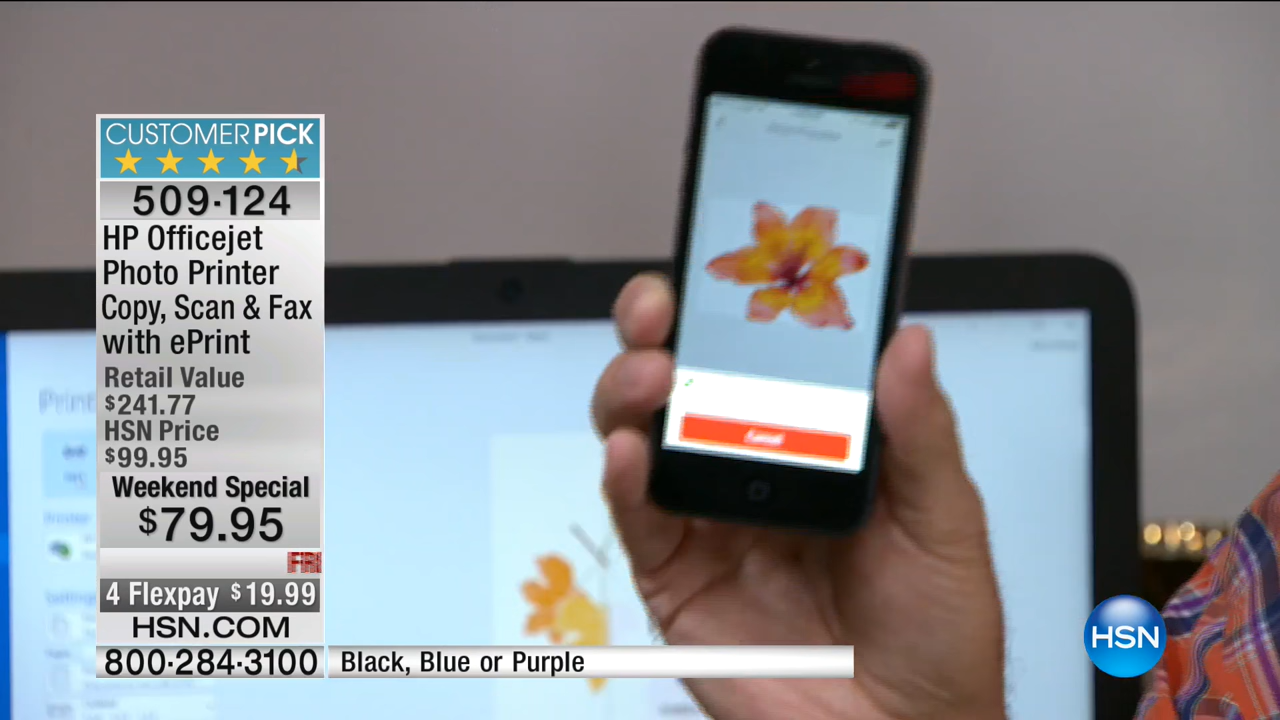 CUSTOMER PICK
509·124
HP Officejet
Photo Printer
Copy, Scan & Fax
with ePrint
Retail Value
$241.77
HSN Price
$99.95
Weekend Special
$79.95
4 Flexpay $19.99
HSN.COM
800·284·3100
Black, Blue or Purple
HSN
Print
Cancel